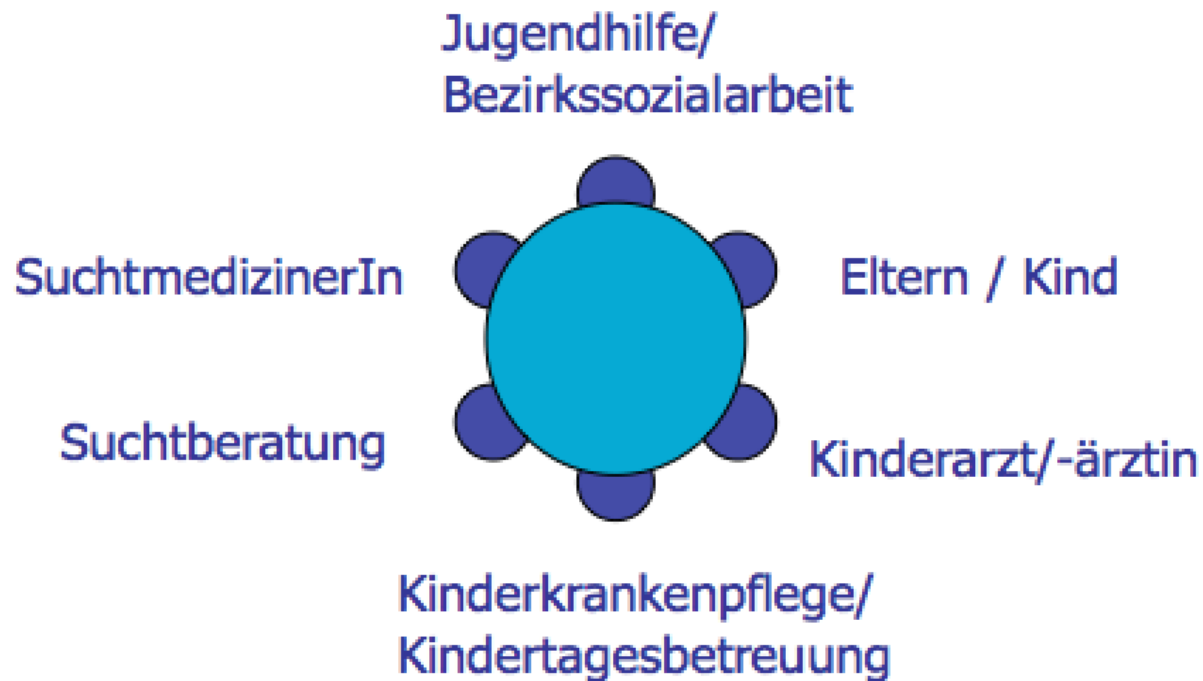 Jugendhilfe/
Bezirkssozialarbeit
SuchtmedizinerIn
Eltern / Kind
Suchtberatung
Kinderarzt/-ärztin
Kinderkrankenpflege/
Kindertagesbetreuung